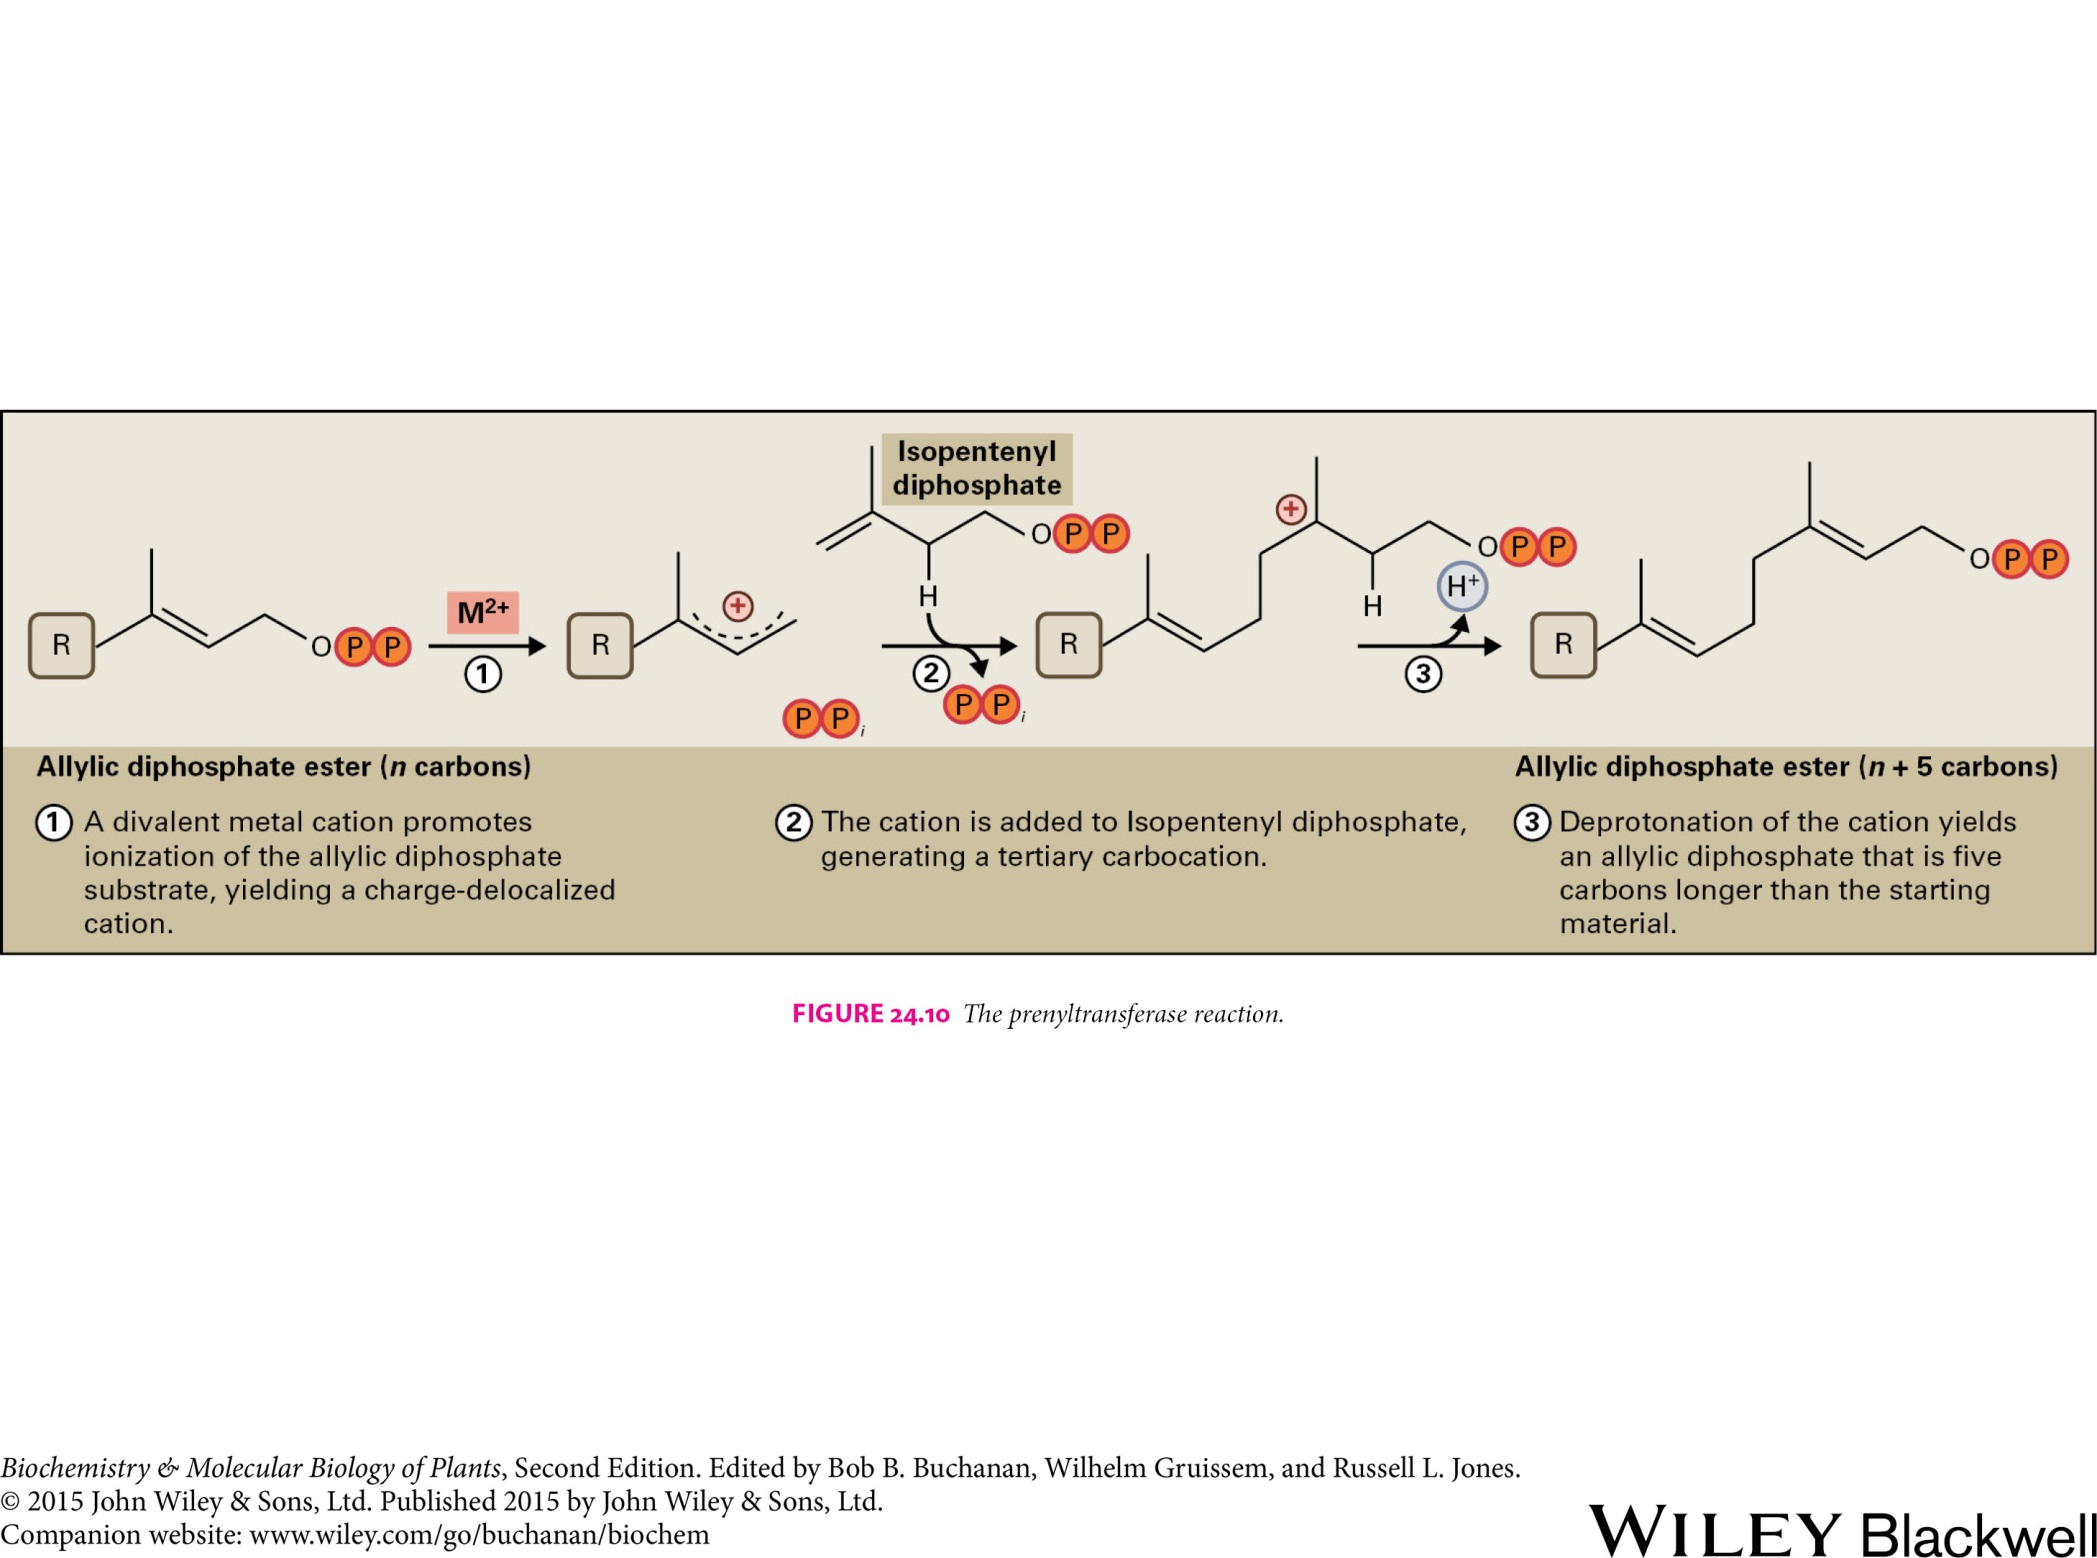 Isopentenyl
diphosphate
O P P
H
R
O P P
M2+
1
R
+
P P i
2
P P i
R
+
H
O P P
H+
3
R
O P P
Allylic diphosphate ester (n carbons)
1 A divalent metal cation promotes
ionization of the allylic diphosphate
substrate, yielding a charge-delocalized
cation.
2 The cation is added to Isopentenyl diphosphate,
generating a tertiary carbocation.
Allylic diphosphate ester (n + 5 carbons)
3 Deprotonation of the cation yields
an allylic diphosphate that is five
carbons longer than the starting
material.
FIGURE 24.10 The prenyltransferase reaction.
Biochemistry & Molecular Biology of Plants, Second Edition. Edited by Bob B. Buchanan, Wilhelm Gruissem, and Russell L. Jones.
© 2015 John Wiley & Sons, Ltd. Published 2015 by John Wiley & Sons, Ltd.
Companion website: www.wiley.com/go/buchanan/biochem
WILEY Blackwell